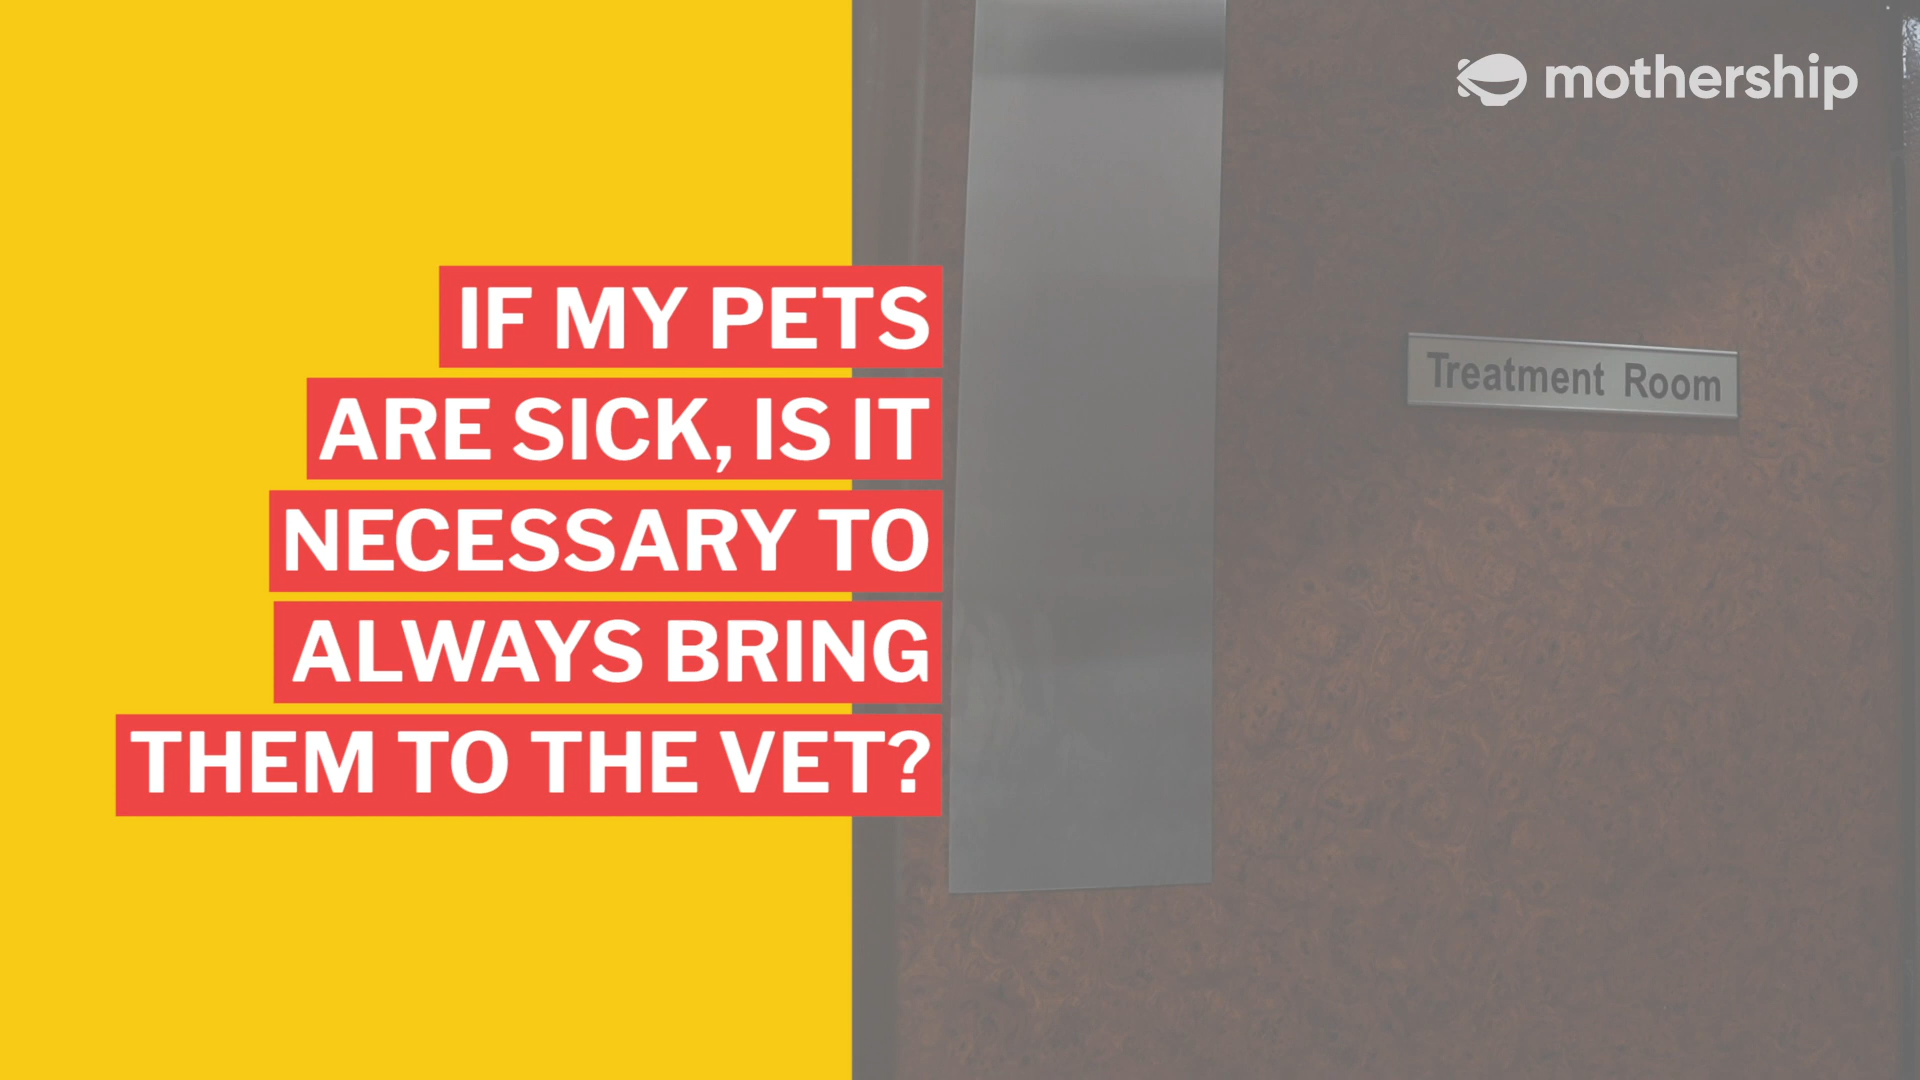 mothership
IF MY PETS
ARE SICK, IS IT
NECESSARY TO
ALWAYS BRING
THEM TO THE VET?
Treatment Room